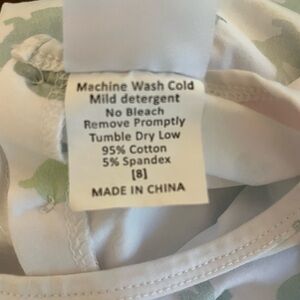 Machine Wash Cold
Mild detergent
No Bleach
Remove Promptly
Tumble Dry Low
95% Cotton
5% Spandex
[8]
MADE IN CHINA